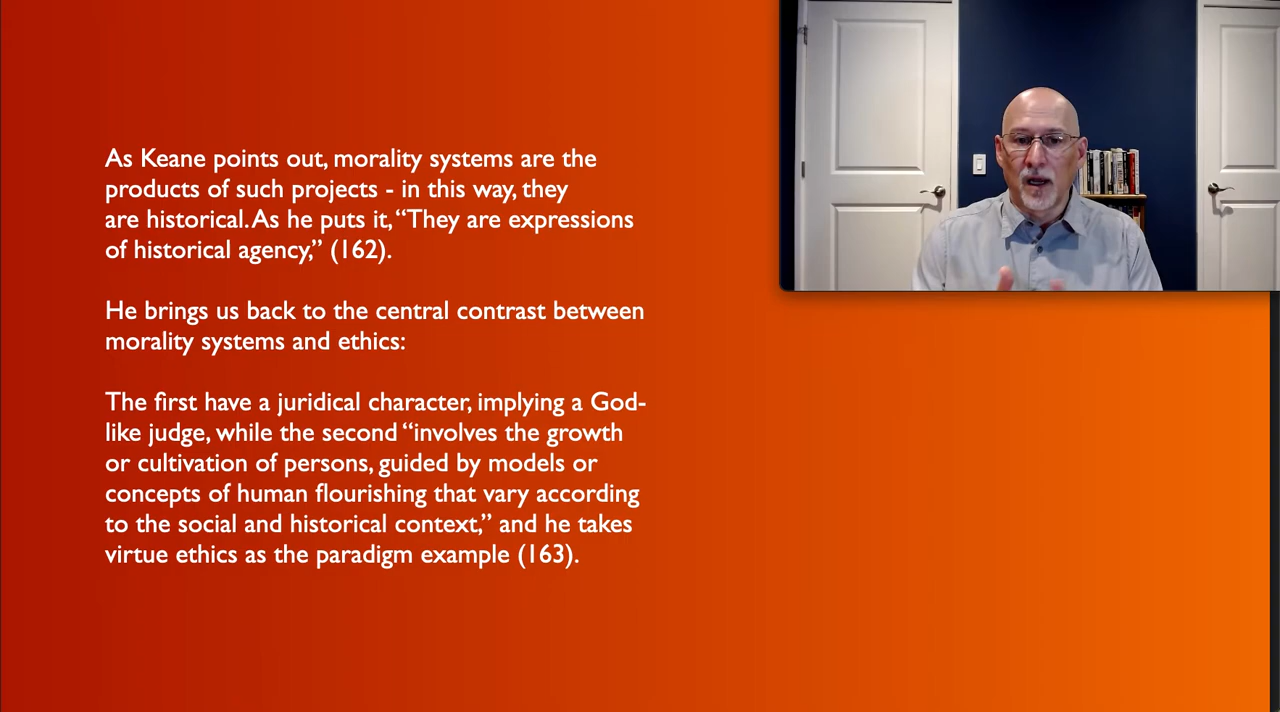 As Keane points out, morality systems are the
products of such projects - in this way, they
are historical. As he puts it, “They are expressions
of historical agency,” (162).
He brings us back to the central contrast between
morality systems and ethics:
The first have a juridical character, implying a God-
like judge, while the second “involves the growth
or cultivation of persons, guided by models or
concepts of human flourishing that vary according
to the social and historical context,” and he takes
virtue ethics as the paradigm example (163).